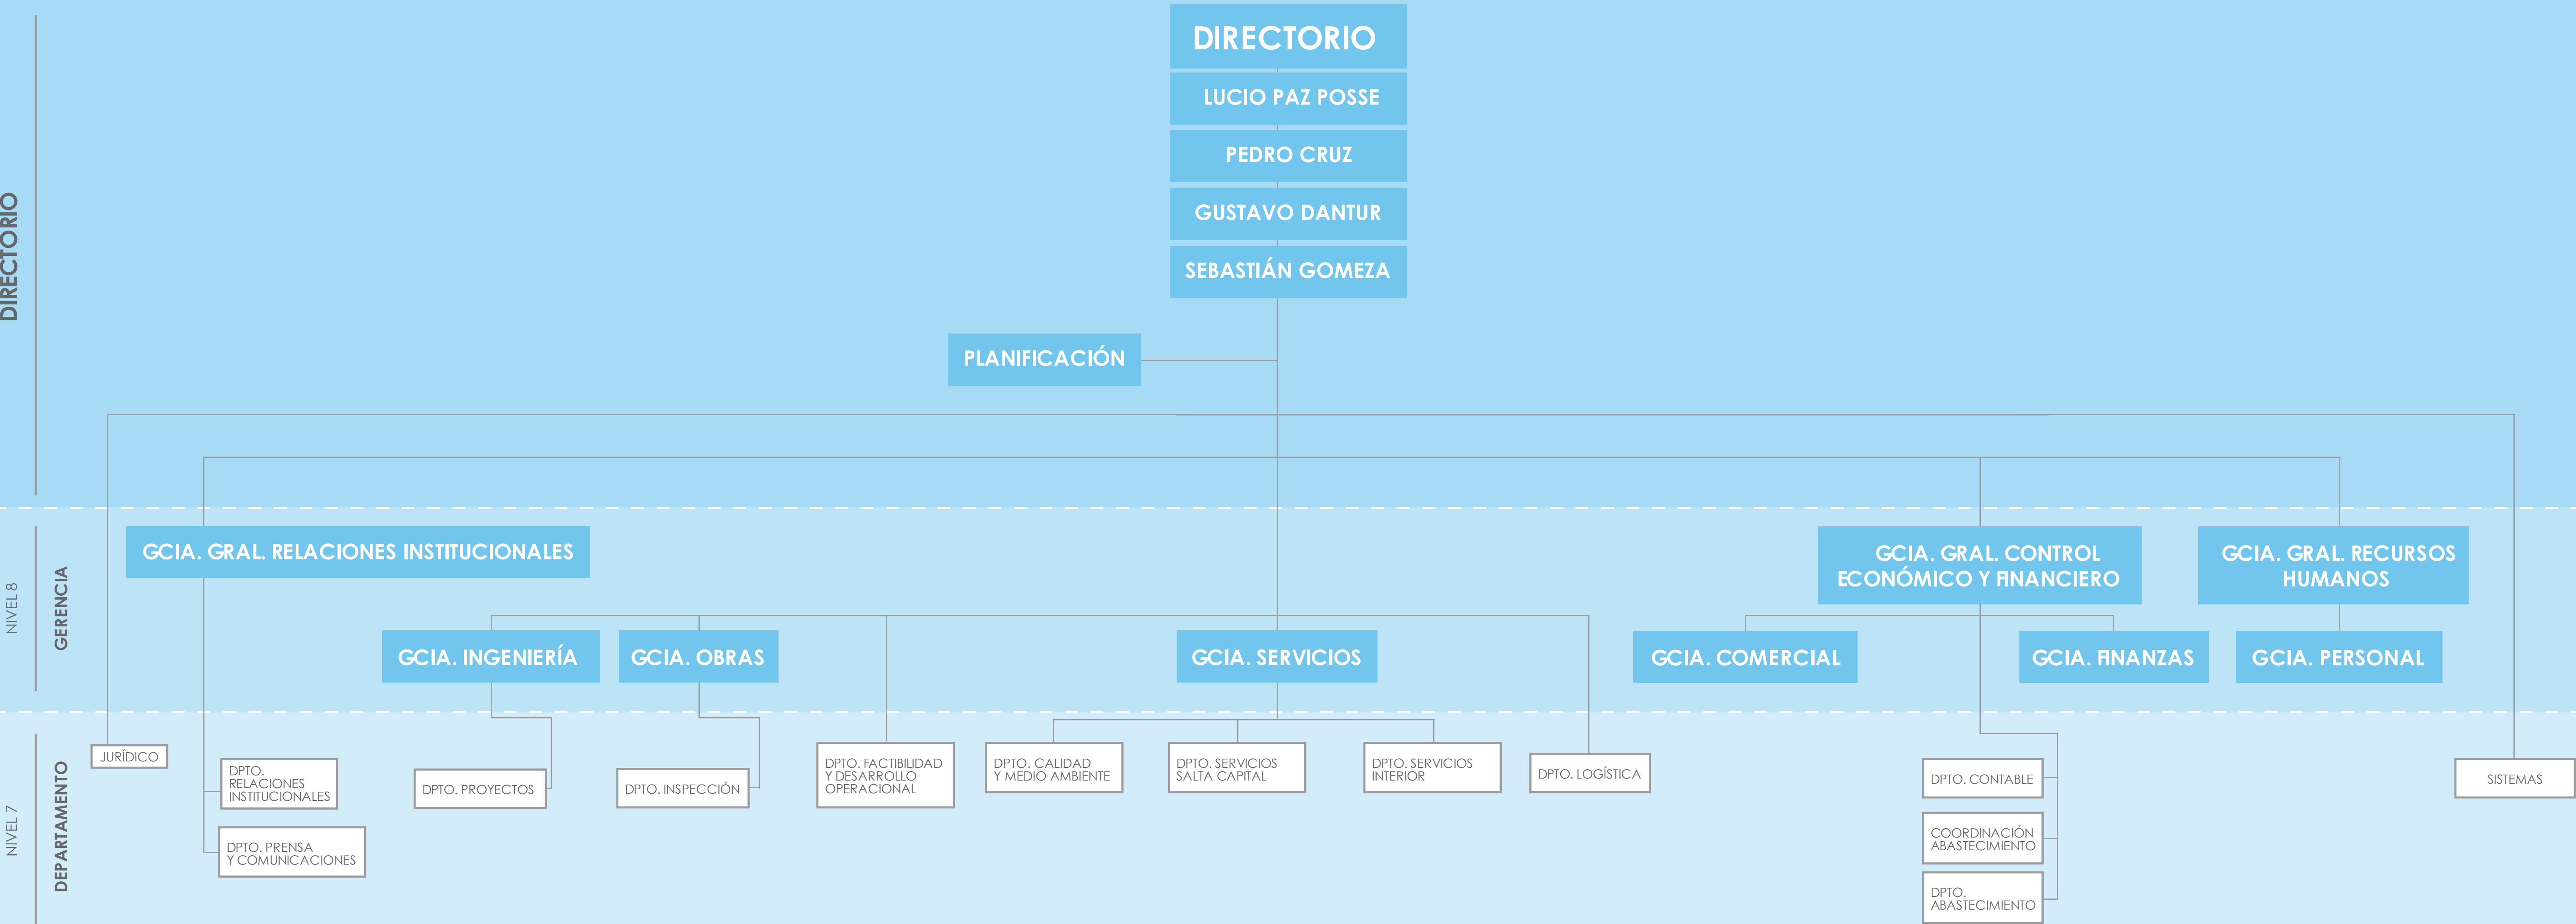 DIRECTORIO
LUCIO PAZ POSSE
PEDRO CRUZ
GUSTAVO DANTUR
SEBASTIÁN GOMEZA
DIRECTORIO
PLANIFICACIÓN
NIVEL 8
GERENCIA
GCIA. GRAL. RELACIONES INSTITUCIONALES
GCIA. GRAL. CONTROL
ECONÓMICO Y FINANCIERO
GCIA. GRAL. RECURSOS
HUMANOS
GCIA. INGENIERÍA
GCIA. OBRAS
GCIA. SERVICIOS
GCIA. COMERCIAL
GCIA. FINANZAS
GCIA. PERSONAL
NIVEL 7
DEPARTAMENTO
JURÍDICO
DPTO.
RELACIONES
INSTITUCIONALES
DPTO. PRENSA
Y COMUNICACIONES
DPTO. PROYECTOS
DPTO. INSPECCIÓN
DPTO. FACTIBILIDAD
Y DESARROLLO
OPERACIONAL
DPTO. CALIDAD
Y MEDIO AMBIENTE
DPTO. SERVICIOS
SALTA CAPITAL
DPTO. SERVICIOS
INTERIOR
DPTO. LOGÍSTICA
DPTO. CONTABLE
COORDINACIÓN
ABASTECIMIENTO
DPTO.
ABASTECIMIENTO
SISTEMAS